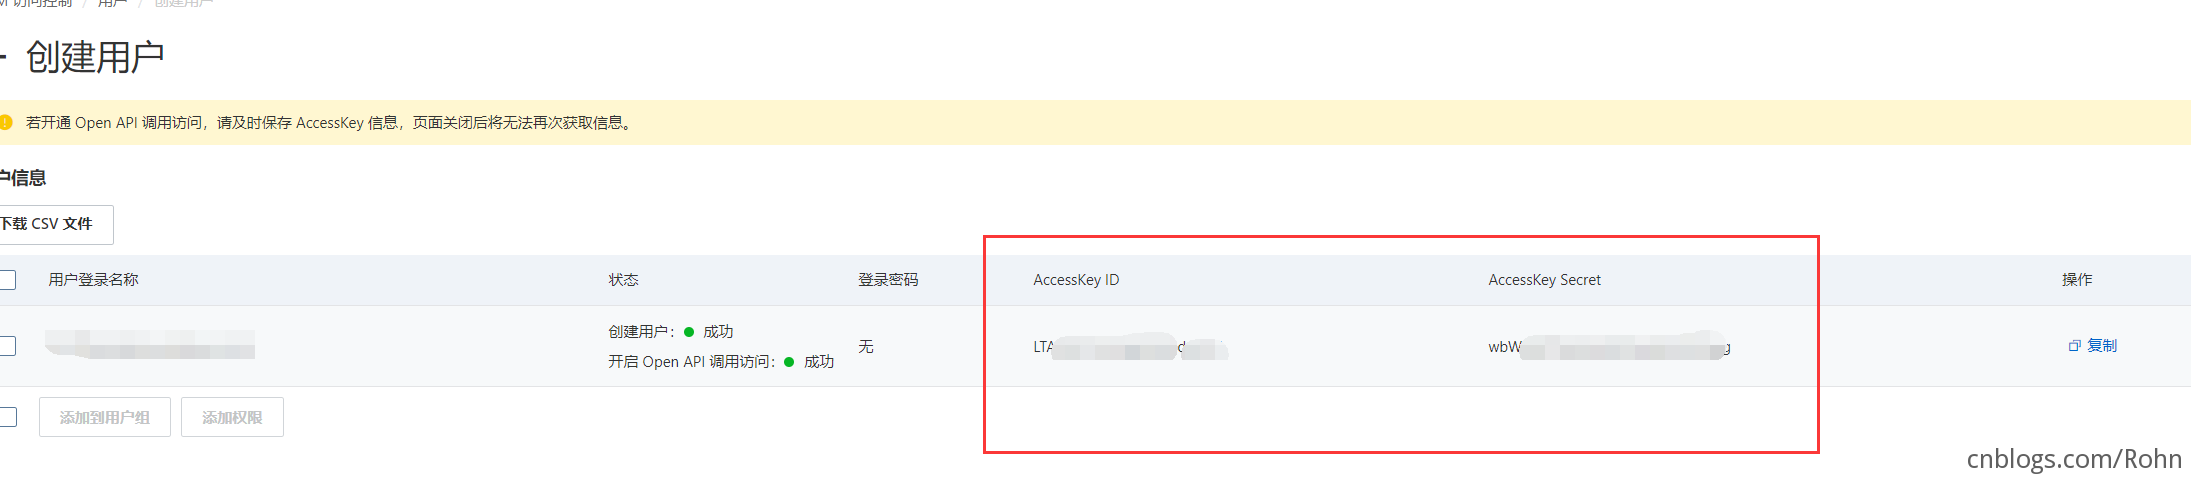 访问控制 / 用户 / 创建用户
创建用户
若开通 Open API 调用访问，请及时保存 AccessKey 信息，页面关闭后将无法再次获取信息。
户信息
下载 CSV 文件
用户登录名称 状态 登录密码 AccessKey ID AccessKey Secret 操作
创建用户： 成功
开启 Open API 调用访问： 成功
无 LTA d wbW g 复制
添加到用户组 添加权限
cnblogs.com/Rohn